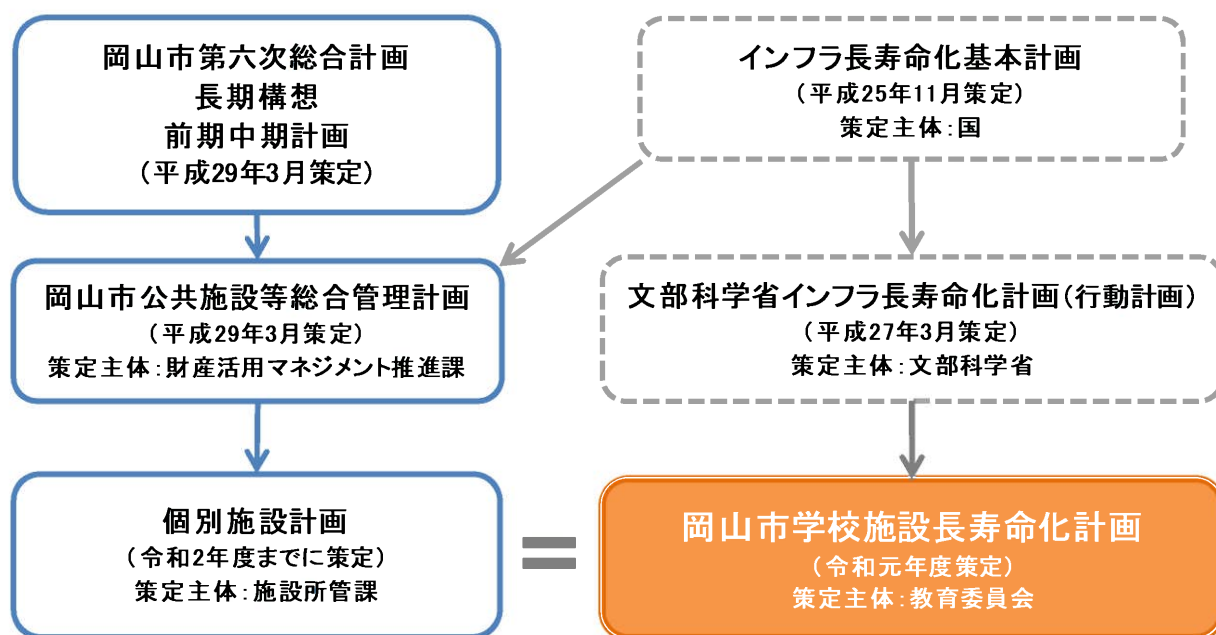 岡山市第六次総合計画
長期構想
前期中期計画
（平成29年3月策定）
インフラ長寿命化基本計画
（平成25年11月策定）
策定主体：国
岡山市公共施設等総合管理計画
（平成29年3月策定）
策定主体：財産活用マネジメント推進課
文部科学省インフラ長寿命化計画（行動計画）
（平成27年3月策定）
策定主体：文部科学省
個別施設計画
（令和2年度までに策定）
策定主体：施設所管課
=
岡山市学校施設長寿命化計画
（令和元年度策定）
策定主体：教育委員会